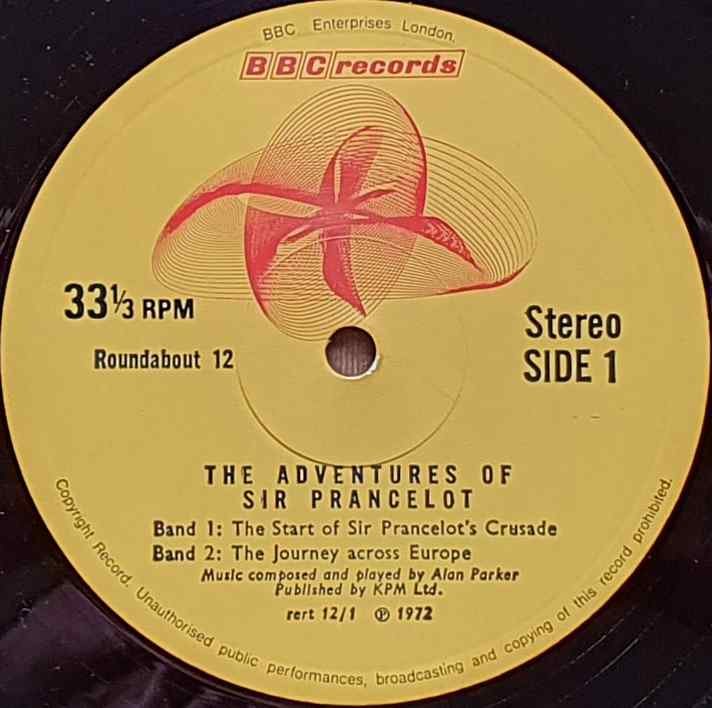 BBC Enterprises London.
BBC records
33⅓ RPM
Roundabout 12
Stereo
SIDE 1
THE ADVENTURES OF
SIR PRANCELOT
Band 1: The Start of Sir Prancelot's Crusade
Band 2: The Journey across Europe
Music composed and played by Alan Parker
Published by KPM Ltd.
rert 12/1 ℗ 1972
Copyright Record. Unauthorised public performances, broadcasting and copying of this record prohibited.